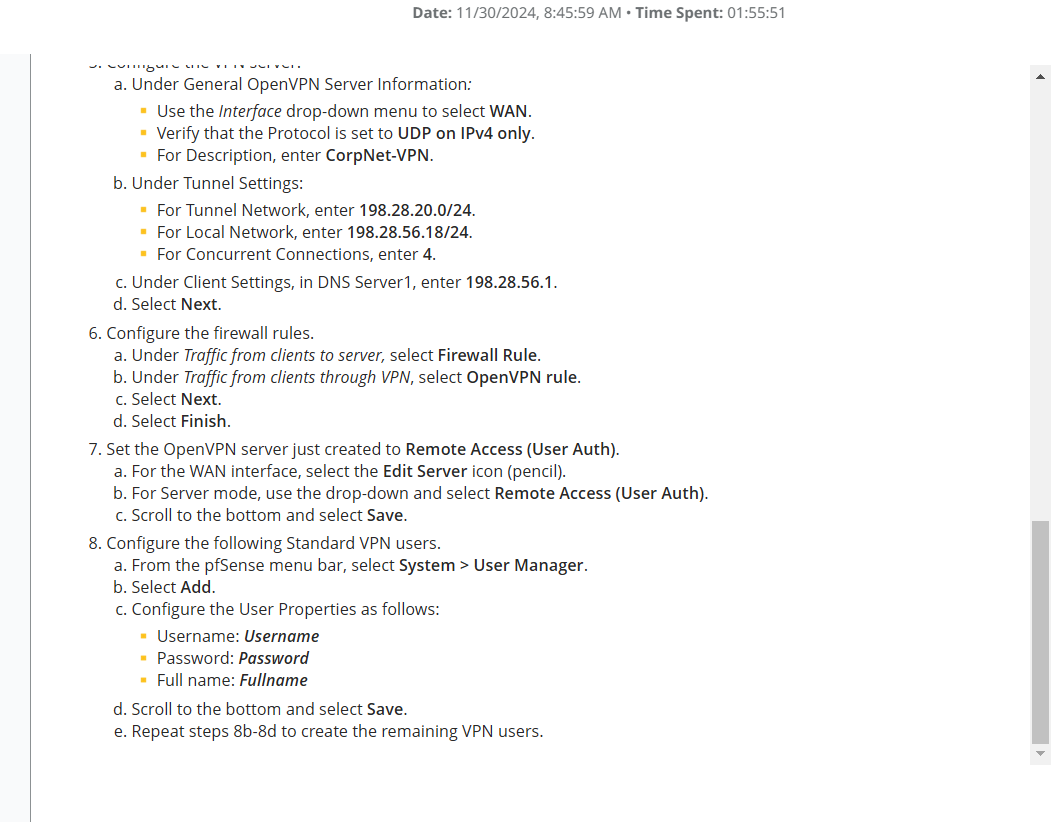 Date: 11/30/2024, 8:45:59 AM • Time Spent: 01:55:51
5. Configure the VPN server.
a. Under General OpenVPN Server Information:
▪ Use the Interface drop-down menu to select WAN.
▪ Verify that the Protocol is set to UDP on IPv4 only.
▪ For Description, enter CorpNet-VPN.
b. Under Tunnel Settings:
▪ For Tunnel Network, enter 198.28.20.0/24.
▪ For Local Network, enter 198.28.56.18/24.
▪ For Concurrent Connections, enter 4.
c. Under Client Settings, in DNS Server1, enter 198.28.56.1.
d. Select Next.
6. Configure the firewall rules.
a. Under Traffic from clients to server, select Firewall Rule.
b. Under Traffic from clients through VPN, select OpenVPN rule.
c. Select Next.
d. Select Finish.
7. Set the OpenVPN server just created to Remote Access (User Auth).
a. For the WAN interface, select the Edit Server icon (pencil).
b. For Server mode, use the drop-down and select Remote Access (User Auth).
c. Scroll to the bottom and select Save.
8. Configure the following Standard VPN users.
a. From the pfSense menu bar, select System > User Manager.
b. Select Add.
c. Configure the User Properties as follows:
▪ Username: Username
▪ Password: Password
▪ Full name: Fullname
d. Scroll to the bottom and select Save.
e. Repeat steps 8b-8d to create the remaining VPN users.